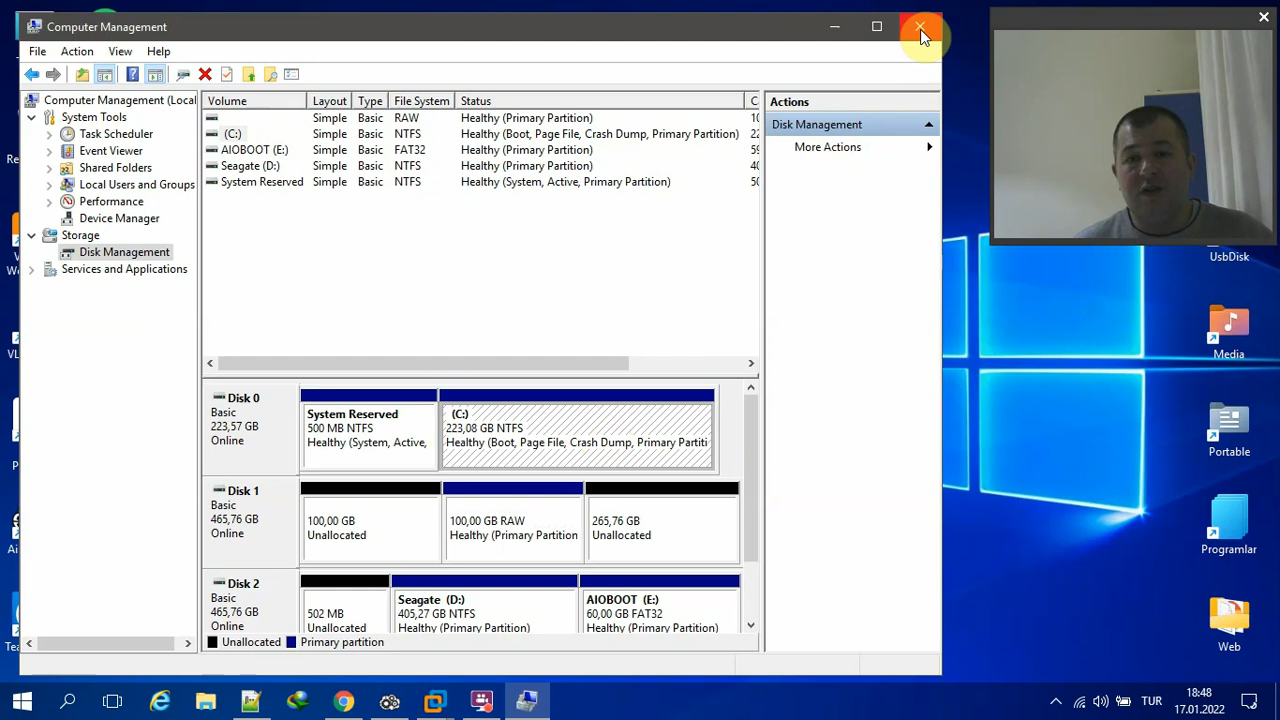 Computer Management
File Action View Help
Computer Management (Local
System Tools
Task Scheduler
Event Viewer
Shared Folders
Local Users and Groups
Performance
Device Manager
Storage
Disk Management
Services and Applications
Volume Layout Type File System Status C
Simple Basic RAW Healthy (Primary Partition) 10
(C:) Simple Basic NTFS Healthy (Boot, Page File, Crash Dump, Primary Partition) 22
AIOBOOT (E:) Simple Basic FAT32 Healthy (Primary Partition) 59
Seagate (D:) Simple Basic NTFS Healthy (Primary Partition) 40
System Reserved Simple Basic NTFS Healthy (System, Active, Primary Partition) 50
Actions
Disk Management
More Actions
Disk 0
Basic
223,57 GB
Online
System Reserved
500 MB NTFS
Healthy (System, Active,
(C:)
223,08 GB NTFS
Healthy (Boot, Page File, Crash Dump, Primary Partiti
Disk 1
Basic
465,76 GB
Online
100,00 GB
Unallocated
100,00 GB RAW
Healthy (Primary Partition
265,76 GB
Unallocated
Disk 2
Basic
465,76 GB
Online
502 MB
Unallocated
Seagate (D:)
405,27 GB NTFS
Healthy (Primary Partition)
AIOBOOT (E:)
60,00 GB FAT32
Healthy (Primary Partition)
Unallocated Primary partition
UsbDisk
Media
Portable
Programlar
Web
TUR
18:48
17.01.2022